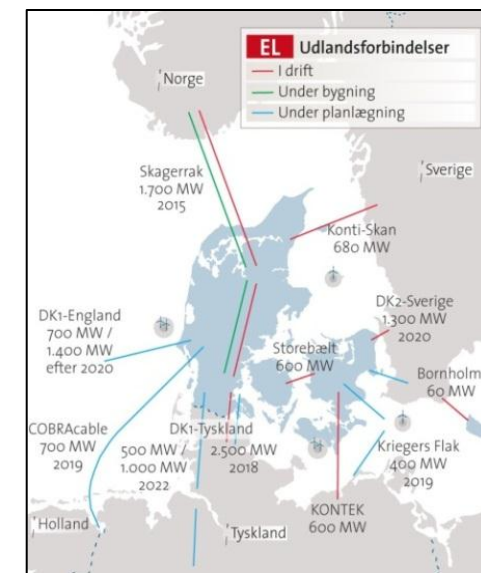 EL Udlandsforbindelser
I drift
Under bygning
Under planlægning
Norge
Sverige
Skagerrak
1.700 MW
2015
Konti-Skan
680 MW
DK1-England
700 MW /
1.400 MW
efter 2020
DK2-Sverige
1.300 MW
2020
Storebælt
600 MW
Bornholm
60 MW
COBRAcable
700 MW
2019
DK1-Tyskland
500 MW /
1.000 MW
2022
2.500 MW
2018
Kriegers Flak
400 MW
2019
KONTEK
600 MW
Holland
Tyskland